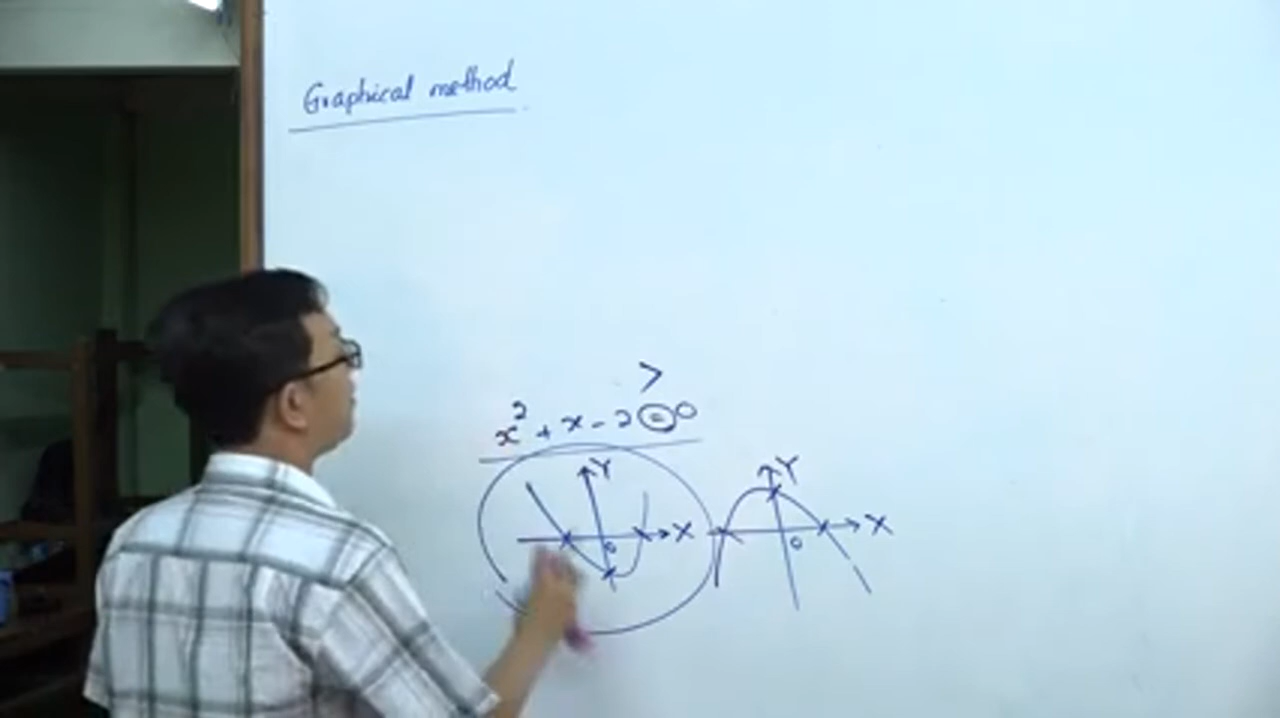 Graphical method
>
x² + x - 2 = 0
Y
Y
X
X
0
0